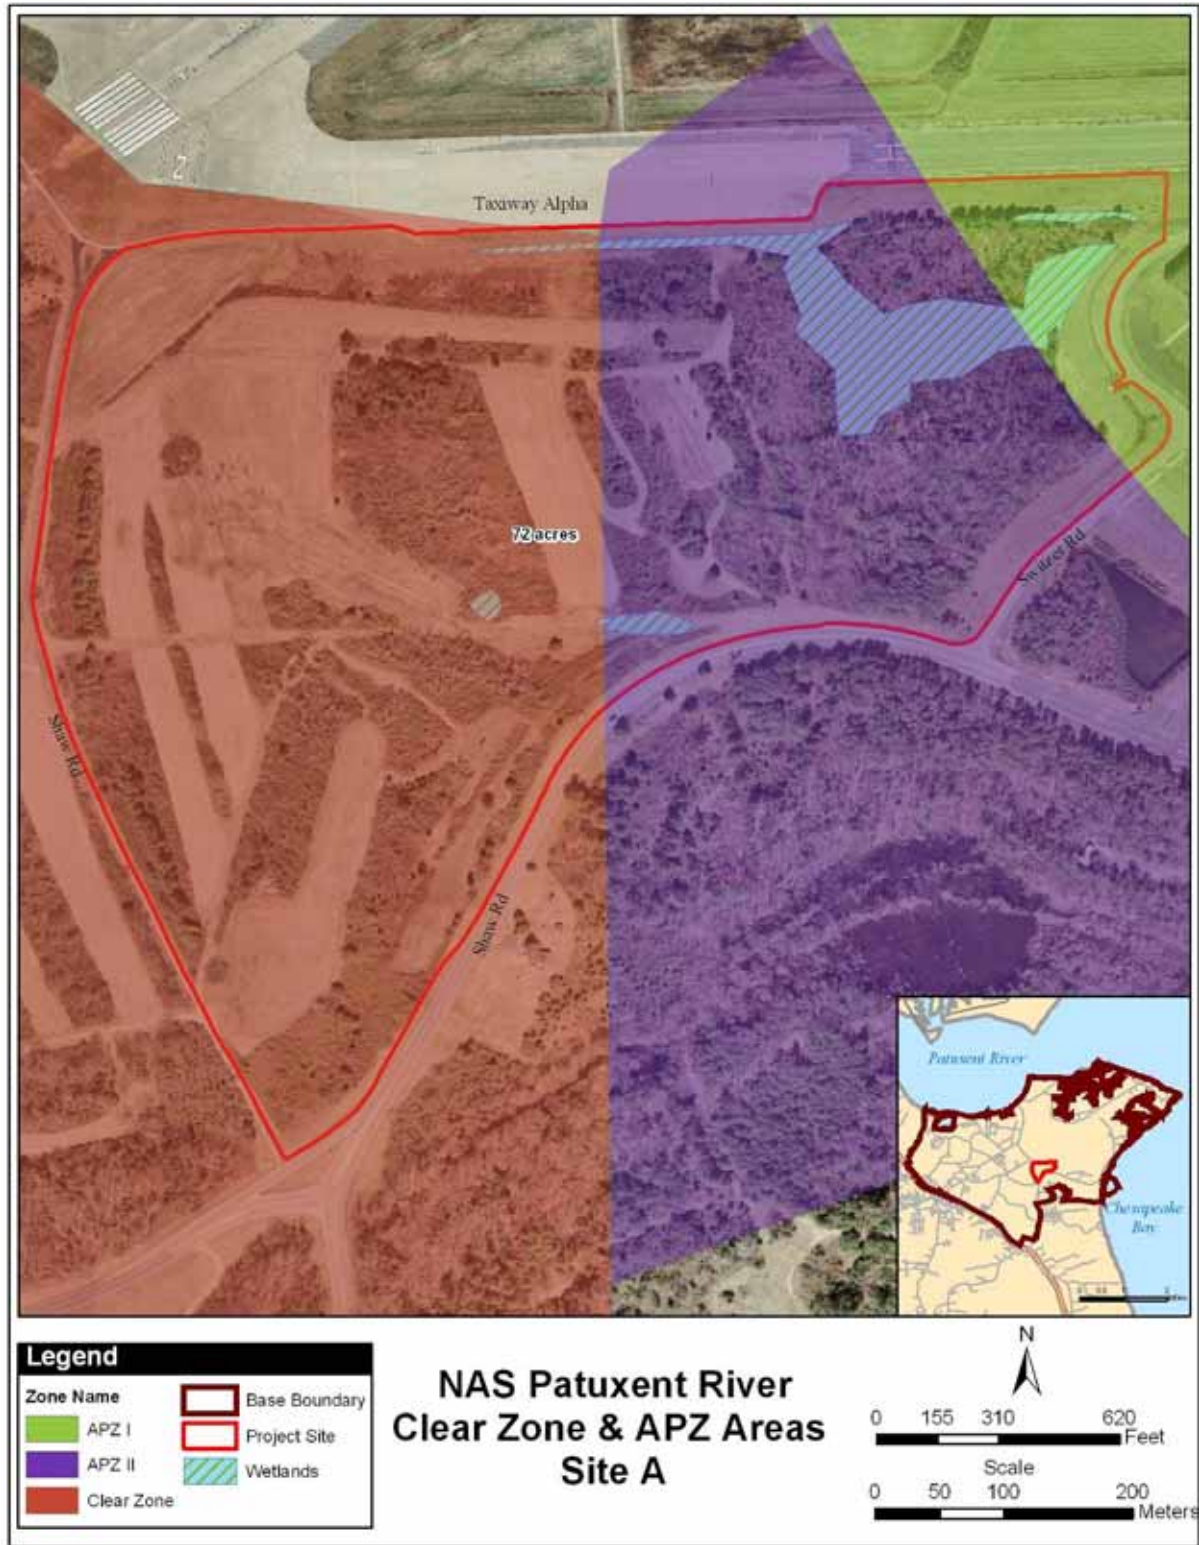 2
Taxaway Alpha
72 acres
Switzer Rd
Shaw Rd
Shaw Rd
Patuxent River
Chesapeake
Bay
Legend
Zone Name
APZ I
APZ II
Clear Zone
Base Boundary
Project Site
Wetlands
NAS Patuxent River
Clear Zone & APZ Areas
Site A
N
0 155 310 620
Feet
Scale
0 50 100 200
Meters